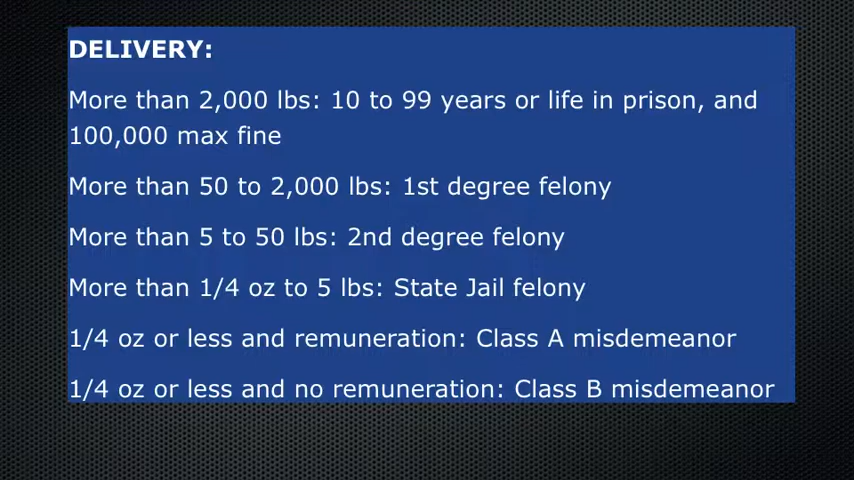 DELIVERY:
More than 2,000 lbs: 10 to 99 years or life in prison, and
100,000 max fine
More than 50 to 2,000 lbs: 1st degree felony
More than 5 to 50 lbs: 2nd degree felony
More than 1/4 oz to 5 lbs: State Jail felony
1/4 oz or less and remuneration: Class A misdemeanor
1/4 oz or less and no remuneration: Class B misdemeanor